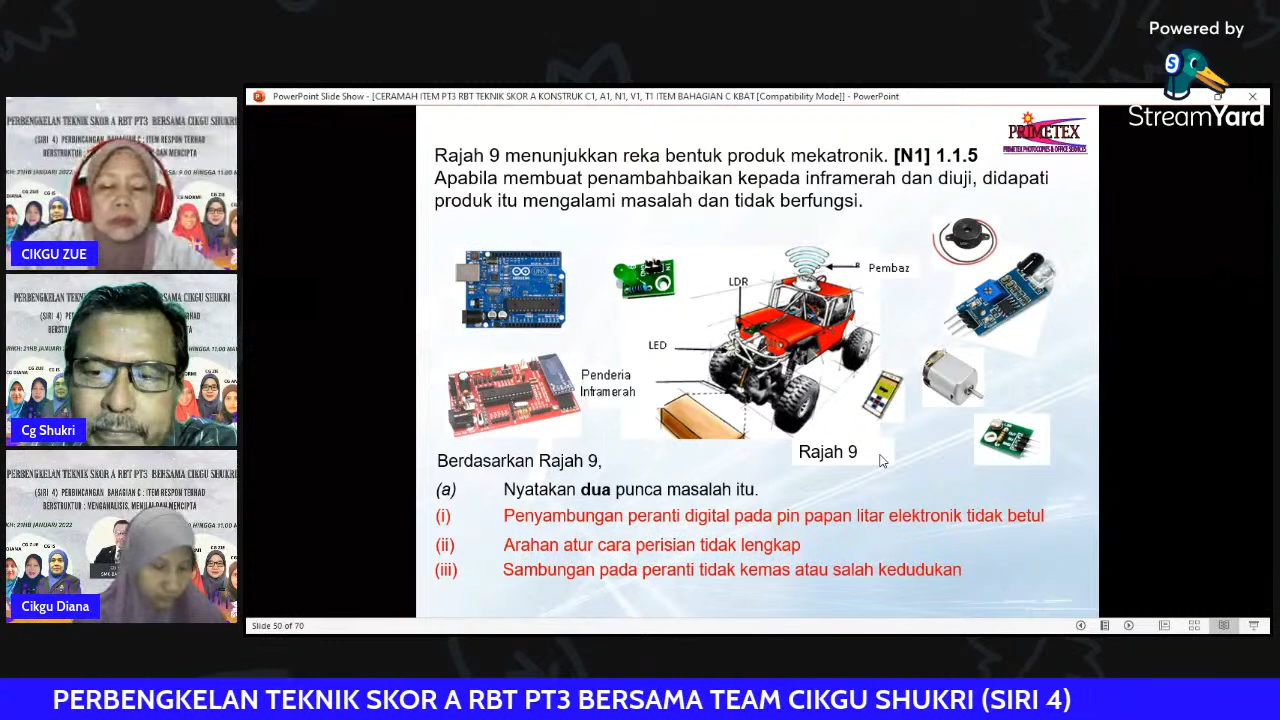 Powered by
StreamYard
PowerPoint Slide Show - [CERAMAH ITEM PT3 RBT TEKNIK SKOR A KONSTRUK C1, A1, N1, V1, T1 ITEM BAHAGIAN C KBAT [Compatibility Mode]] - PowerPoint
PRIMETEX
PRIMETEX PHOTOCOPIES & OFFICE SERVICES
Rajah 9 menunjukkan reka bentuk produk mekatronik. [N1] 1.1.5
Apabila membuat penambahbaikan kepada inframerah dan diuji, didapati
produk itu mengalami masalah dan tidak berfungsi.
Pembaz
LDR
LED
Penderia
Inframerah
UNO
Rajah 9
Berdasarkan Rajah 9,
(a) Nyatakan dua punca masalah itu.
(i) Penyambungan peranti digital pada pin papan litar elektronik tidak betul
(ii) Arahan atur cara perisian tidak lengkap
(iii) Sambungan pada peranti tidak kemas atau salah kedudukan
Slide 50 of 70
CIKGU ZUE
Cg Shukri
Cikgu Diana
PERBENGKELAN TEKNIK SKOR A RBT PT3 BERSAMA TEAM CIKGU SHUKRI (SIRI 4)